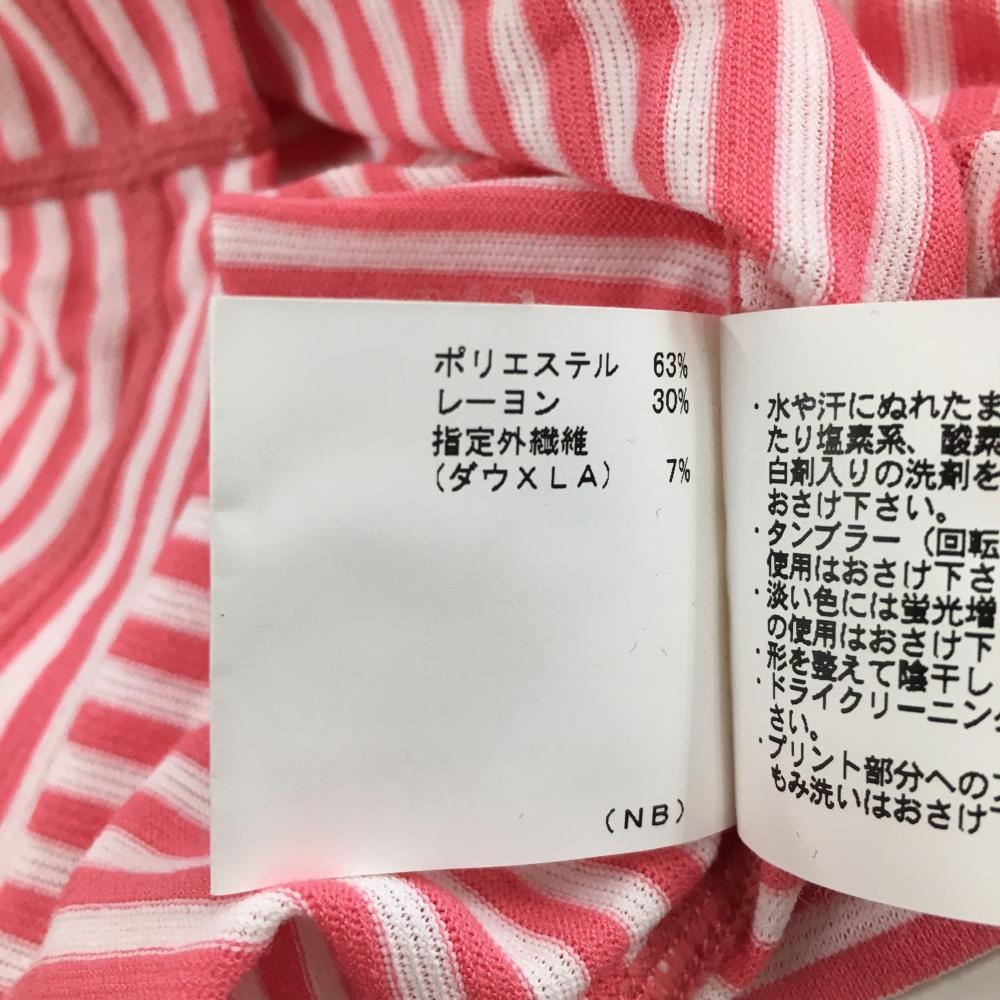 ポリエステル 63%
レーヨン 30%
指定外繊維
(ダウXLA) 7%
(NB)
・水や汗にぬれたま
たり塩素系、酸素
白剤入りの洗剤を
おさけ下さい。
・タンブラー (回転
使用はおさけ下さ
・淡い色には蛍光増
の使用はおさけ下
・形を整えて陰干し
・ドライクリーニン
さい。
・プリント部分への
もみ洗いはおさけ